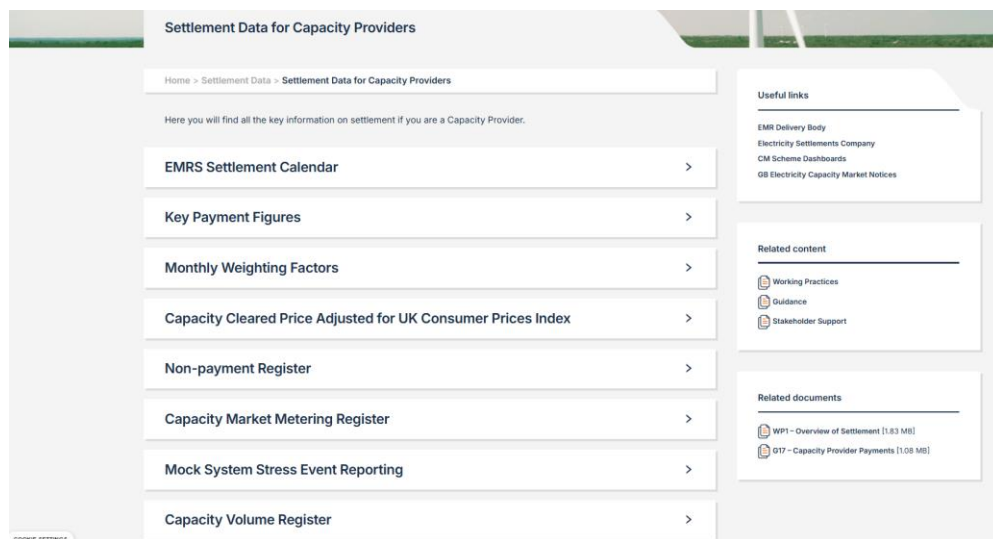 Settlement Data for Capacity Providers
Home > Settlement Data > Settlement Data for Capacity Providers
Here you will find all the key information on settlement if you are a Capacity Provider.
EMRS Settlement Calendar
Key Payment Figures
Monthly Weighting Factors
Capacity Cleared Price Adjusted for UK Consumer Prices Index
Non-payment Register
Capacity Market Metering Register
Mock System Stress Event Reporting
Capacity Volume Register
Useful links
EMR Delivery Body
Electricity Settlements Company
CM Scheme Dashboards
GB Electricity Capacity Market Notices
Related content
Working Practices
Guidance
Stakeholder Support
Related documents
WP1 – Overview of Settlement [1.83 MB]
G17 – Capacity Provider Payments [1.08 MB]